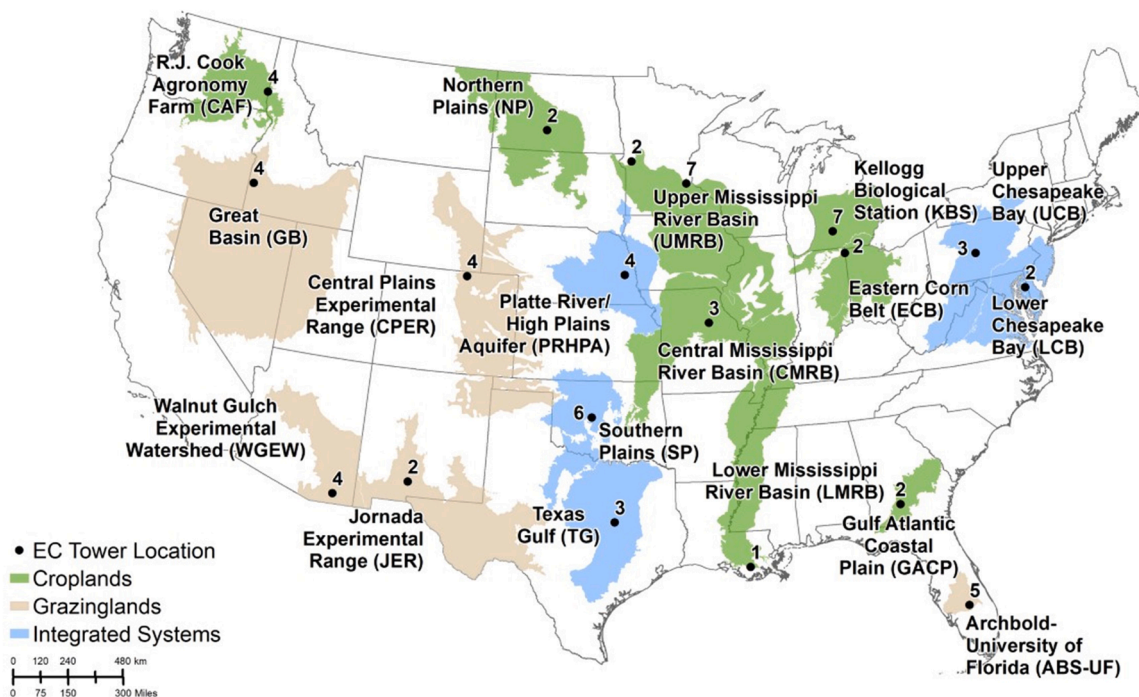 R.J. Cook
Agronomy
Farm (CAF)
4
Northern
Plains (NP)
2
2
7
Upper Mississippi
River Basin
(UMRB)
Kellogg
Biological
Station (KBS)
7
Upper
Chesapeake
Bay (UCB)
3
4
Great
Basin (GB)
4
Central Plains
Experimental
Range (CPER)
4
Platte River/
High Plains
Aquifer (PRHPA)
2
Eastern Corn
Belt (ECB)
2
Lower
Chesapeake
Bay (LCB)
3
Central Mississippi
River Basin (CMRB)
Walnut Gulch
Experimental
Watershed (WGEW)
4
2
Jornada
Experimental
Range (JER)
6
Southern
Plains (SP)
Texas
Gulf (TG)
3
Lower Mississippi
River Basin (LMRB)
1
2
Gulf Atlantic
Coastal
Plain (GACP)
5
Archbold-
University of
Florida (ABS-UF)
EC Tower Location
Croplands
Grazinglands
Integrated Systems
0 120 240 480 km
0 75 150 300 Miles